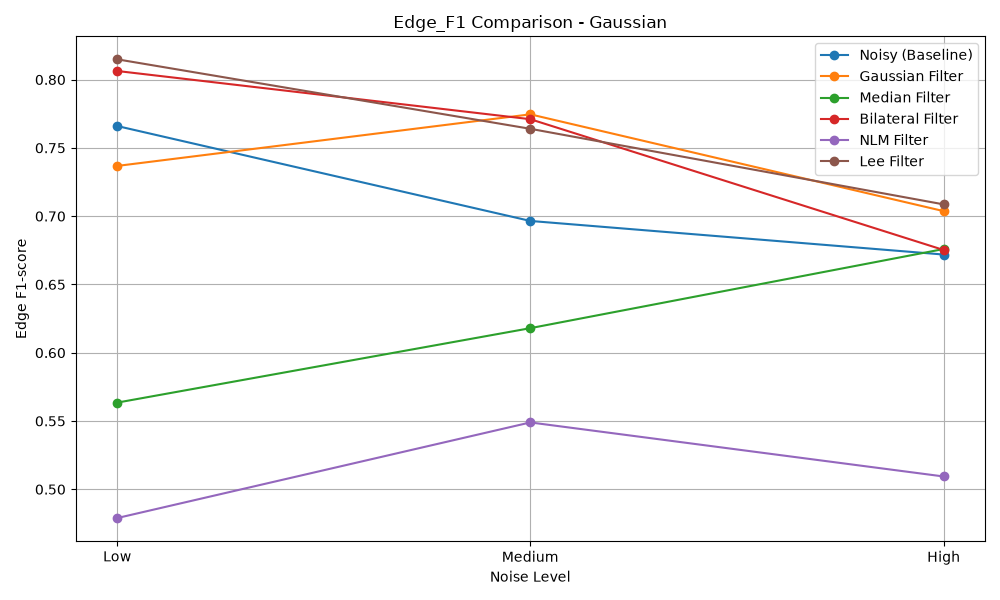 Edge_F1 Comparison - Gaussian
Noisy (Baseline)
Gaussian Filter
Median Filter
Bilateral Filter
NLM Filter
Lee Filter
Edge F1-score
0.80
0.75
0.70
0.65
0.60
0.55
0.50
Low Medium High
Noise Level